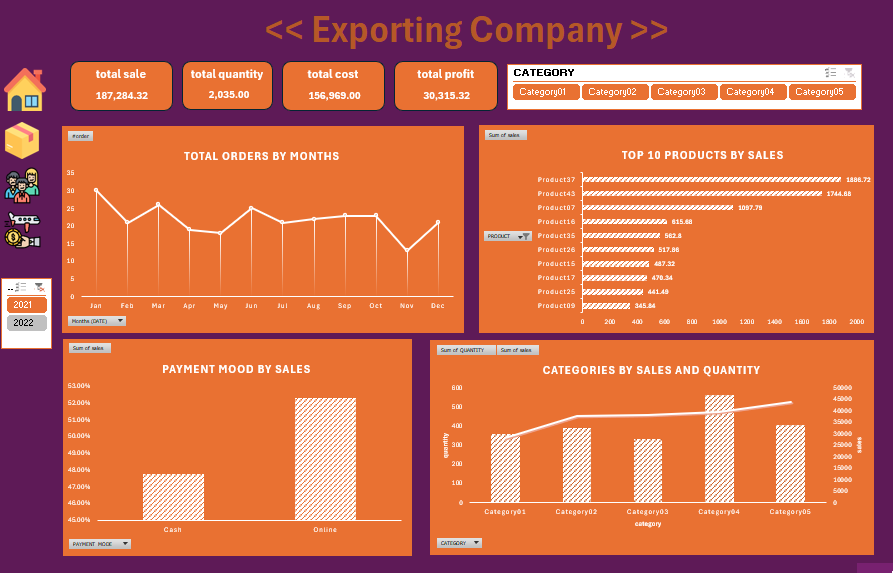 << Exporting Company >>
total sale
187,284.32
total quantity
2,035.00
total cost
156,969.00
total profit
30,315.32
CATEGORY
Category01
Category02
Category03
Category04
Category05
2021
2022
#order
TOTAL ORDERS BY MONTHS
35
30
25
20
15
10
5
0
Jan Feb Mar Apr May Jun Jul Aug Sep Oct Nov Dec
Months (DATE)
Sum of sales
TOP 10 PRODUCTS BY SALES
PRODUCT
Product37 1886.72
Product43 1744.68
Product07 1097.79
Product16 615.68
Product35 562.8
Product26 517.86
Product15 487.32
Product17 470.34
Product25 441.49
Product09 345.84
0 200 400 600 800 1000 1200 1400 1600 1800 2000
Sum of sales
PAYMENT MOOD BY SALES
53.00%
52.00%
51.00%
50.00%
49.00%
48.00%
47.00%
46.00%
45.00%
Cash Online
PAYMENT MODE
Sum of QUANTITY Sum of sales
CATEGORIES BY SALES AND QUANTITY
quantity
600
500
400
300
200
100
0
50000
45000
40000
35000
30000
25000
20000
15000
10000
5000
0
sales
Category01 Category02 Category03 Category04 Category05
category
CATEGORY